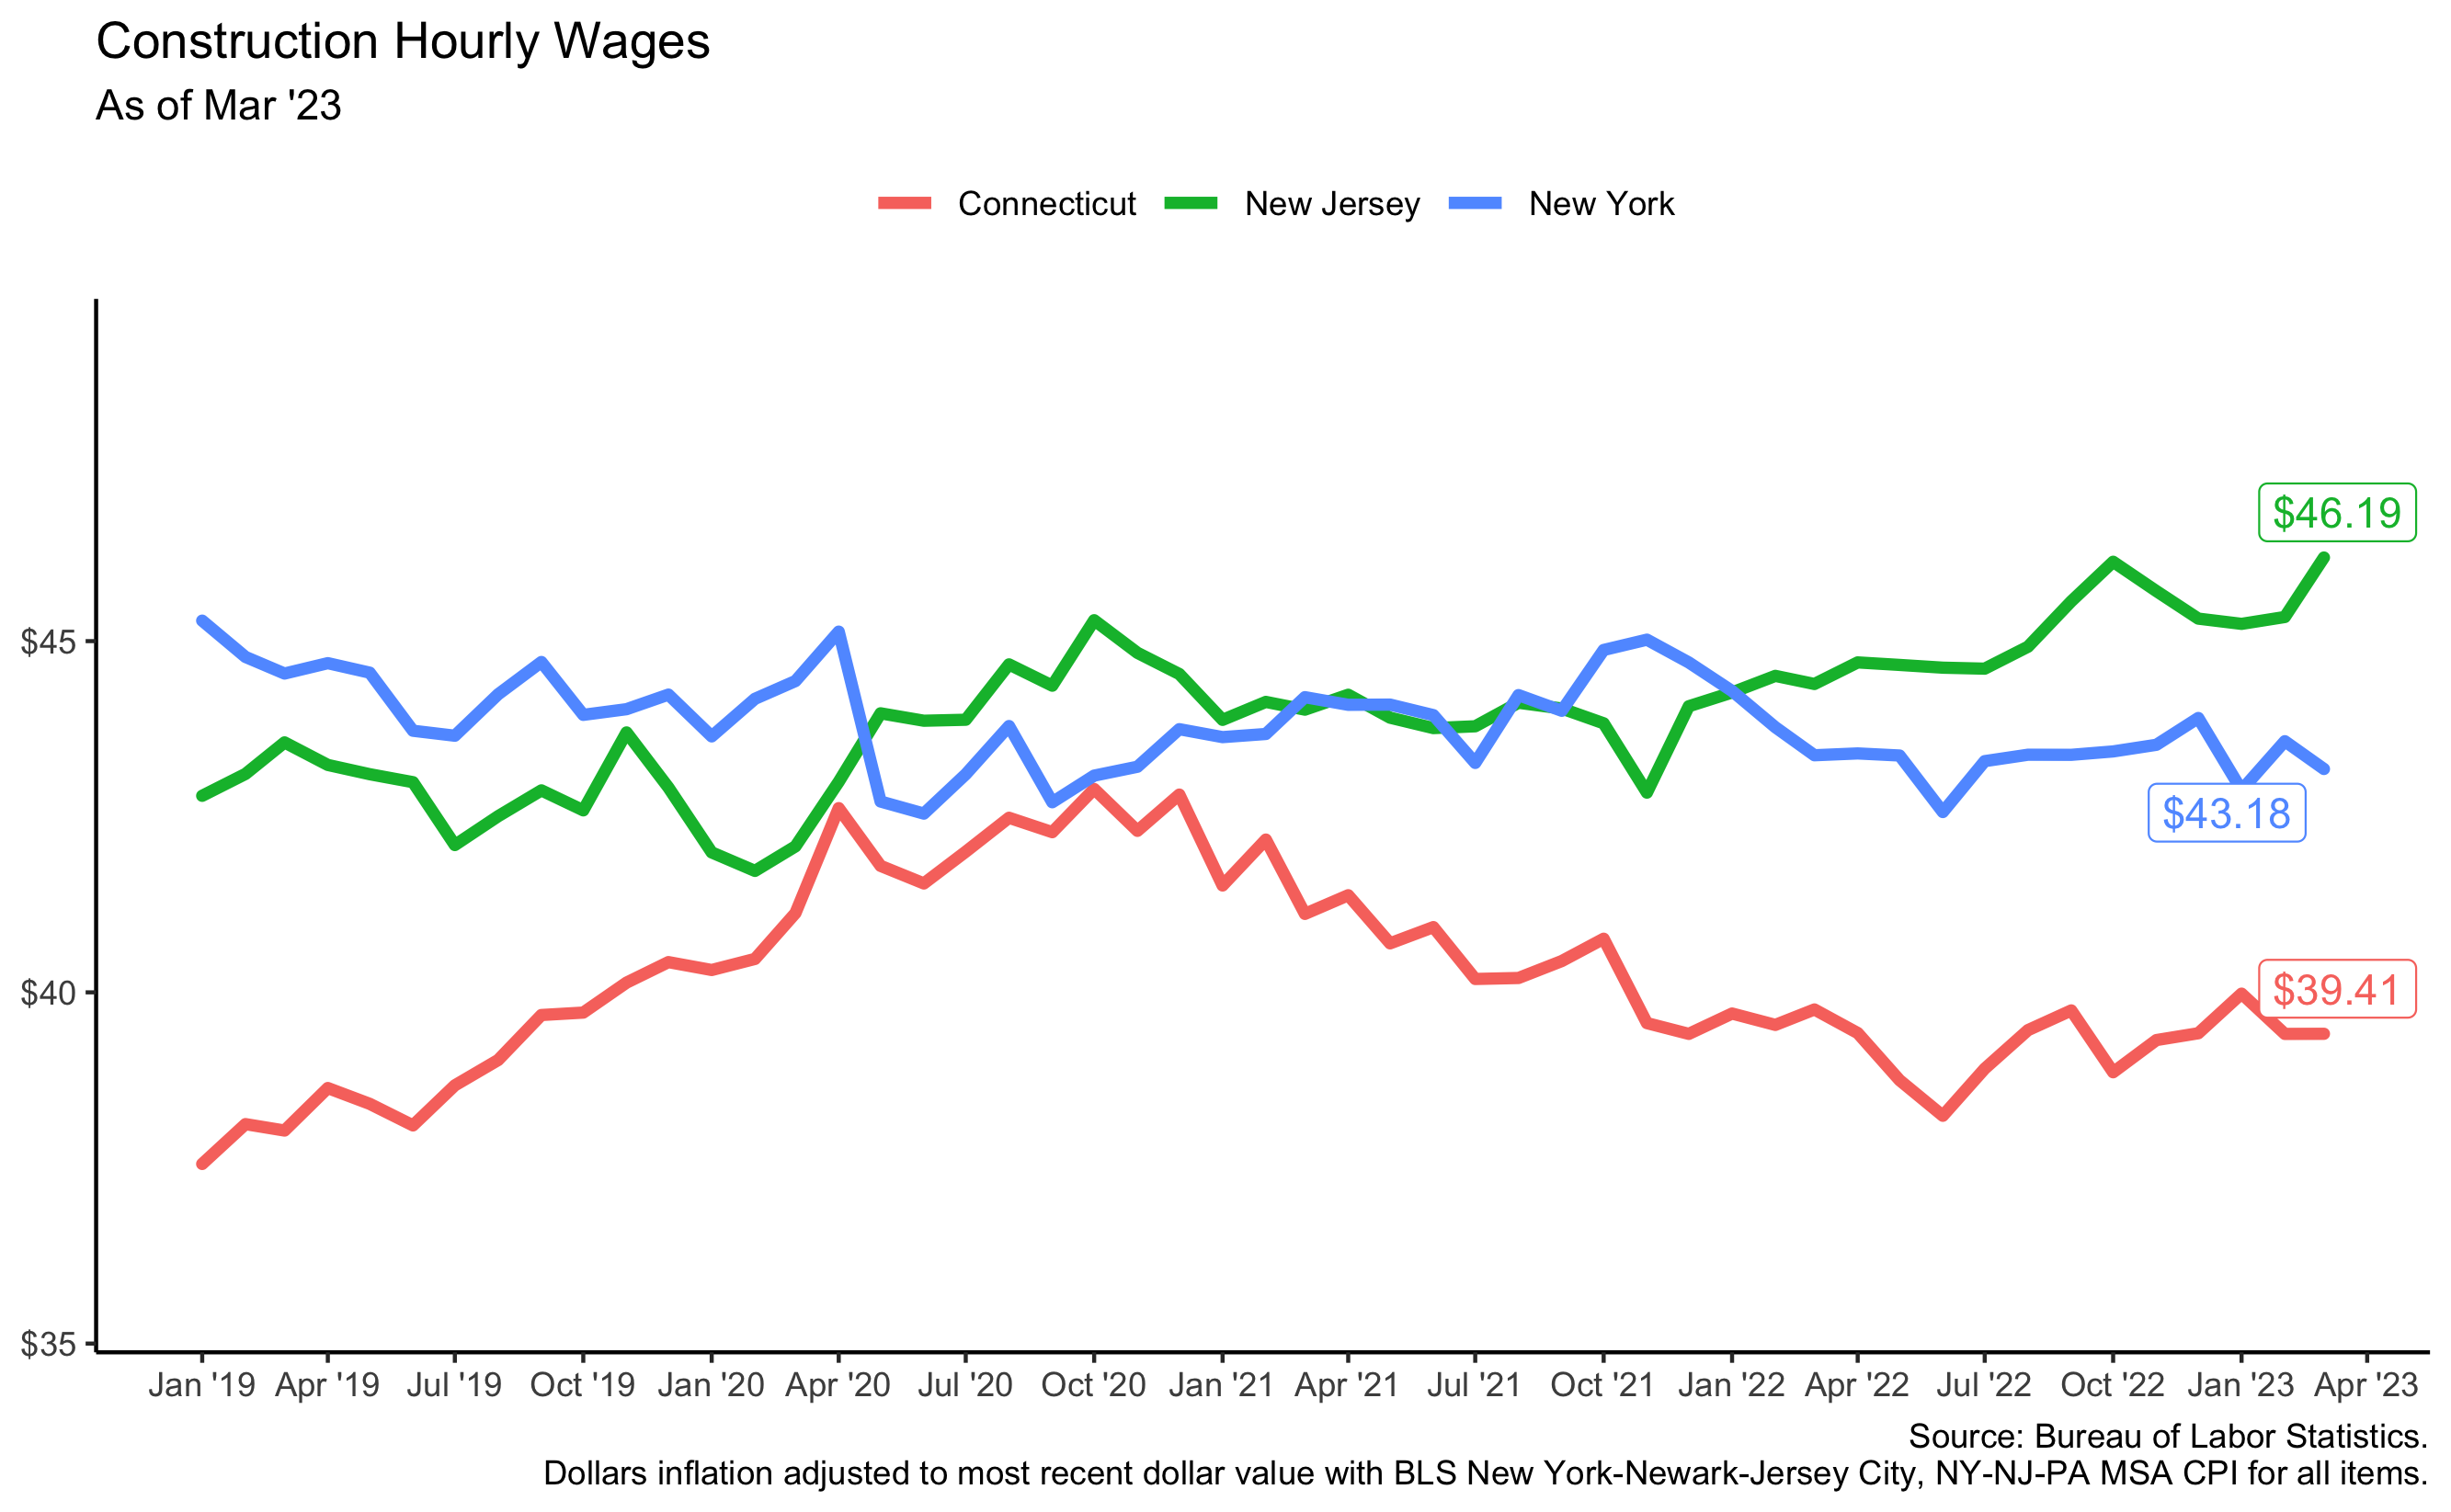 Construction Hourly Wages
As of Mar '23
Connecticut New Jersey New York
$46.19
$45
$43.18
$39.41
$40
$35
Jan '19 Apr '19 Jul '19 Oct '19 Jan '20 Apr '20 Jul '20 Oct '20 Jan '21 Apr '21 Jul '21 Oct '21 Jan '22 Apr '22 Jul '22 Oct '22 Jan '23 Apr '23
Source: Bureau of Labor Statistics.
Dollars inflation adjusted to most recent dollar value with BLS New York-Newark-Jersey City, NY-NJ-PA MSA CPI for all items.